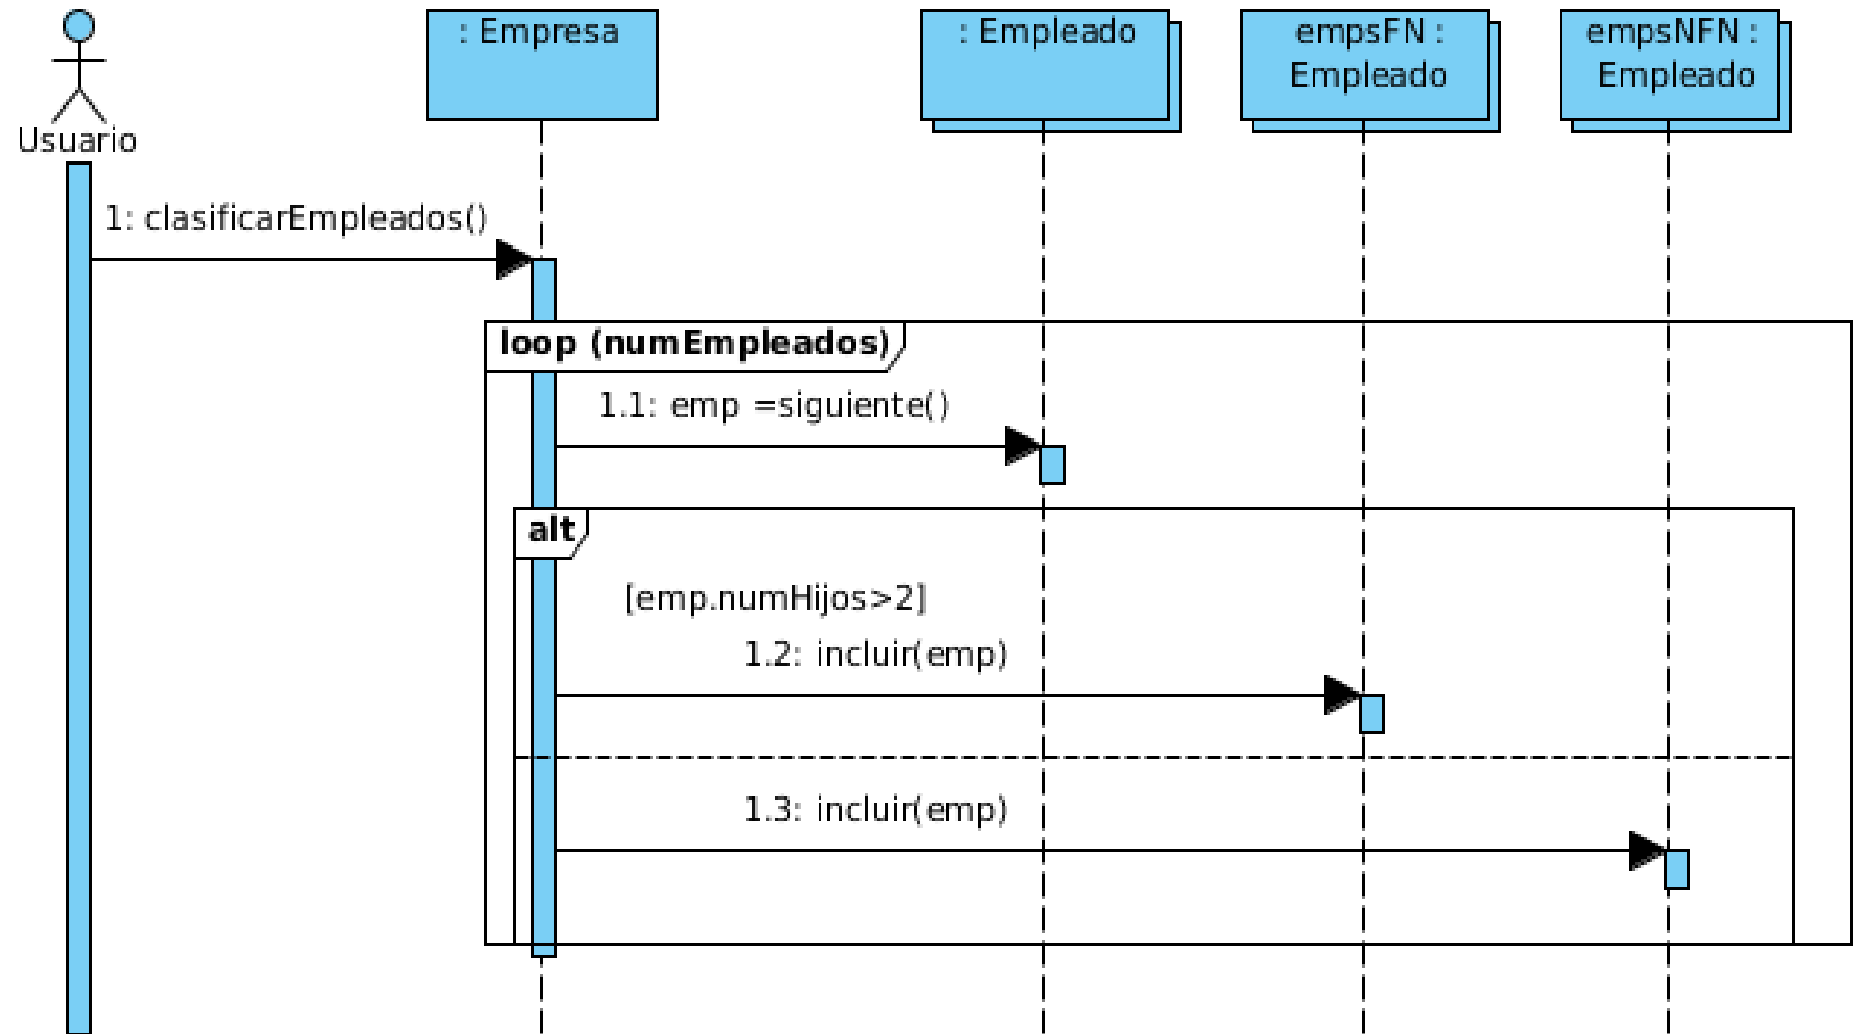 : Empresa
: Empleado
empsFN :
Empleado
empsNFN :
Empleado
Usuario
1: clasificarEmpleados()
loop (numEmpleados)
1.1: emp =siguiente()
alt
[emp.numHijos>2]
1.2: incluir(emp)
1.3: incluir(emp)